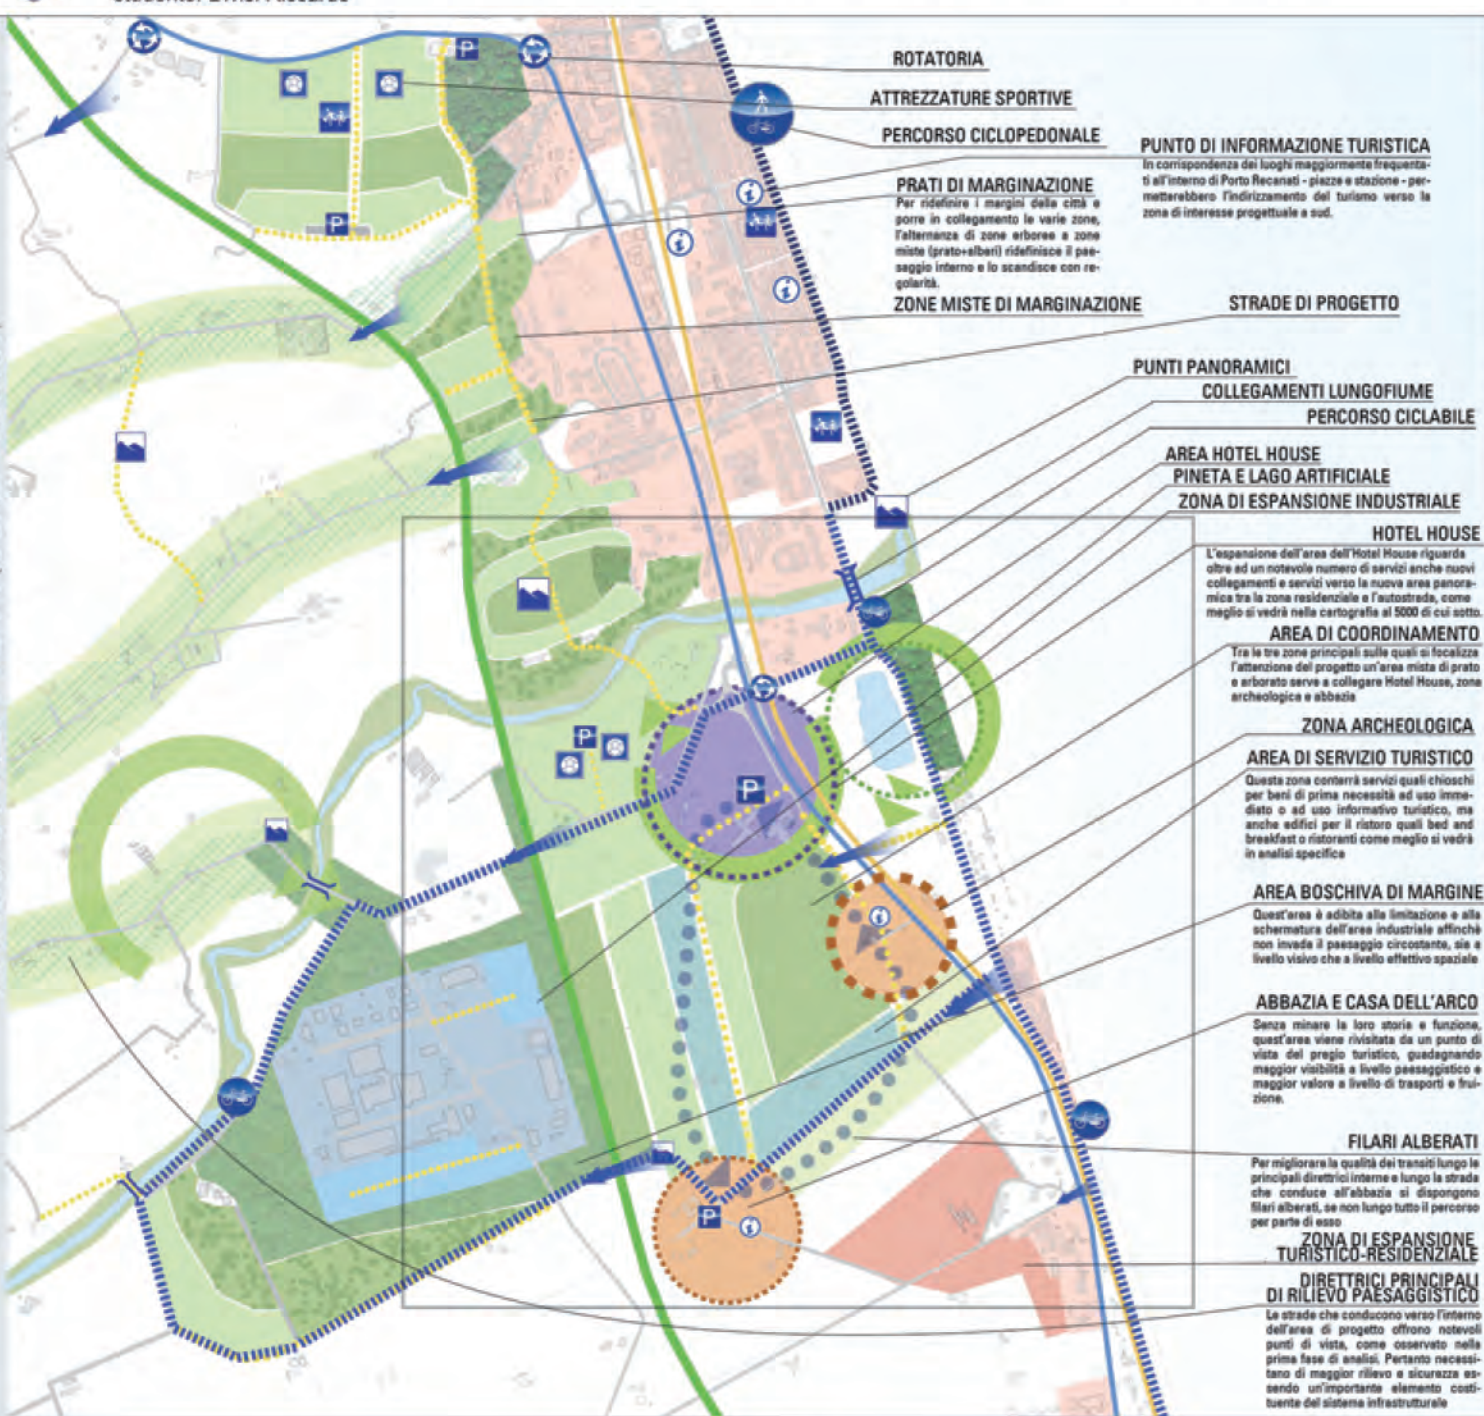 ROTATORIA
ATTREZZATURE SPORTIVE
PERCORSO CICLOPEDONALE
PUNTO DI INFORMAZIONE TURISTICA
In corrispondenza dei luoghi maggiormente frequenta-
ti all'interno di Porto Recanati - piazze e stazione - per-
metterebbero l'indirizzamento del turismo verso la
zona di interesse progettuale a sud.
PRATI DI MARGINAZIONE
Per ridefinire i margini della città e
porre in collegamento le varie zone,
l'alternanza di zone erboree a zone
miste (prato+alberi) ridefinisce il pae-
saggio interno e lo scandisce con re-
golarità.
ZONE MISTE DI MARGINAZIONE
STRADE DI PROGETTO
PUNTI PANORAMICI
COLLEGAMENTI LUNGOFIUME
PERCORSO CICLABILE
AREA HOTEL HOUSE
PINETA E LAGO ARTIFICIALE
ZONA DI ESPANSIONE INDUSTRIALE
HOTEL HOUSE
L'espansione dell'area dell'Hotel House riguarda
oltre ad un notevole numero di servizi anche nuovi
collegamenti e servizi verso la nuova area panora-
mica tra la zona residenziale e l'autostrada, come
meglio si vedrà nella cartografia al 5000 di cui sotto.
AREA DI COORDINAMENTO
Tra le tre zone principali sulle quali si focalizza
l'attenzione del progetto un'area mista di prato
e arborato serve a collegare Hotel House, zona
archeologica e abbazia
ZONA ARCHEOLOGICA
AREA DI SERVIZIO TURISTICO
Questa zona conterrà servizi quali chioschi
per beni di prima necessità ad uso imme-
diato o ad uso informativo turistico, ma
anche edifici per il ristoro quali bed and
breakfast o ristoranti come meglio si vedrà
in analisi specifica
AREA BOSCHIVA DI MARGINE
Quest'area è adibita alla limitazione e alla
schermatura dell'area industriale affinchè
non invada il paesaggio circostante, sia a
livello visivo che a livello effettivo spaziale
ABBAZIA E CASA DELL'ARCO
Senza minare la loro storia e funzione,
quest'area viene rivisitata da un punto di
vista del pregio turistico, guadagnando
maggior visibilità a livello paesaggistico e
maggior valore a livello di trasporti e frui-
zione.
FILARI ALBERATI
Per migliorare la qualità dei transiti lungo le
principali direttrici interne e lungo la strada
che conduce all'abbazia si dispongono
filari alberati, se non lungo tutto il percorso
per parte di esso
ZONA DI ESPANSIONE
TURISTICO-RESIDENZIALE
DIRETTRICI PRINCIPALI
DI RILIEVO PAESAGGISTICO
Le strade che conducono verso l'interno
dell'area di progetto offrono notevoli
punti di vista, come osservato nella
prima fase di analisi. Pertanto necessi-
tano di maggior rilievo e sicurezza es-
sendo un'importante elemento costi-
tuente del sistema infrastrutturale
P
P
P
P
P
i
i
i
i
i